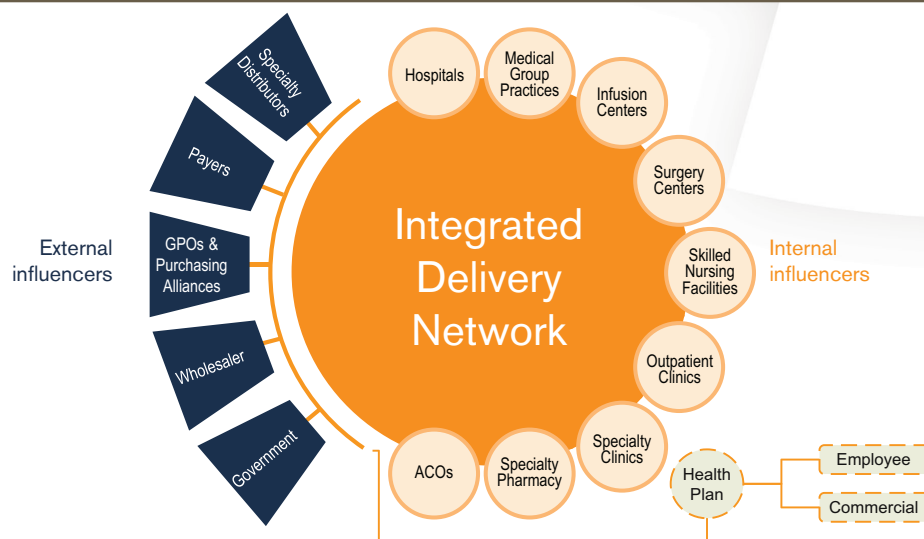 Specialty
Distributors
Payers
GPOs &
Purchasing
Alliances
Wholesaler
Government
External
influencers
Integrated
Delivery
Network
Hospitals
Medical
Group
Practices
Infusion
Centers
Surgery
Centers
Skilled
Nursing
Facilities
Outpatient
Clinics
Specialty
Clinics
Specialty
Pharmacy
ACOs
Internal
influencers
Health
Plan
Employee
Commercial